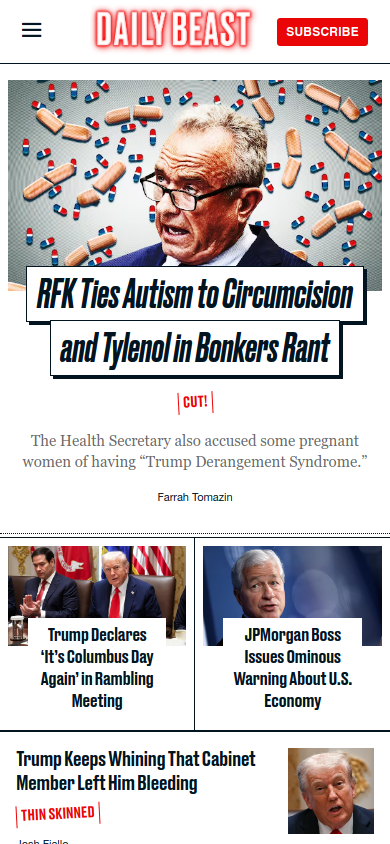 DAILY BEAST
SUBSCRIBE
RFK Ties Autism to Circumcision
and Tylenol in Bonkers Rant
CUT!
The Health Secretary also accused some pregnant
women of having “Trump Derangement Syndrome.”
Farrah Tomazin
Trump Declares
‘It’s Columbus Day
Again’ in Rambling
Meeting
JPMorgan Boss
Issues Ominous
Warning About U.S.
Economy
Trump Keeps Whining That Cabinet
Member Left Him Bleeding
THIN SKINNED
Josh Fiallo